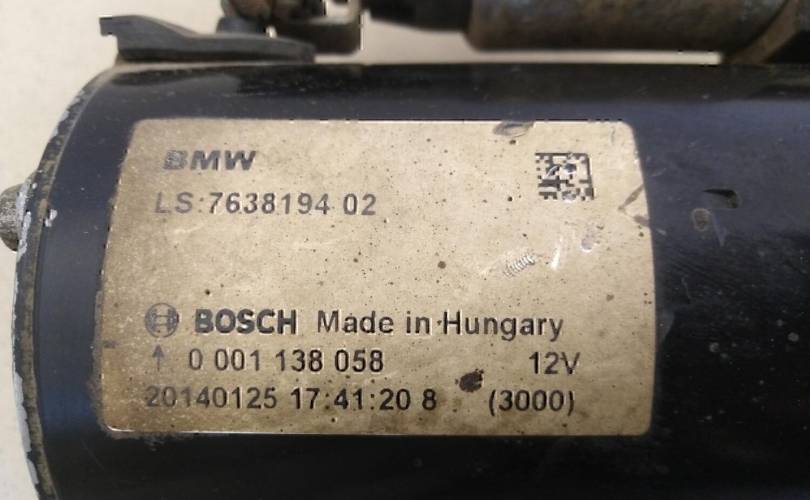 BMW
LS:7638194 02
BOSCH Made in Hungary
↑ 0 001 138 058 12V
20140125 17:41:20 8 (3000)